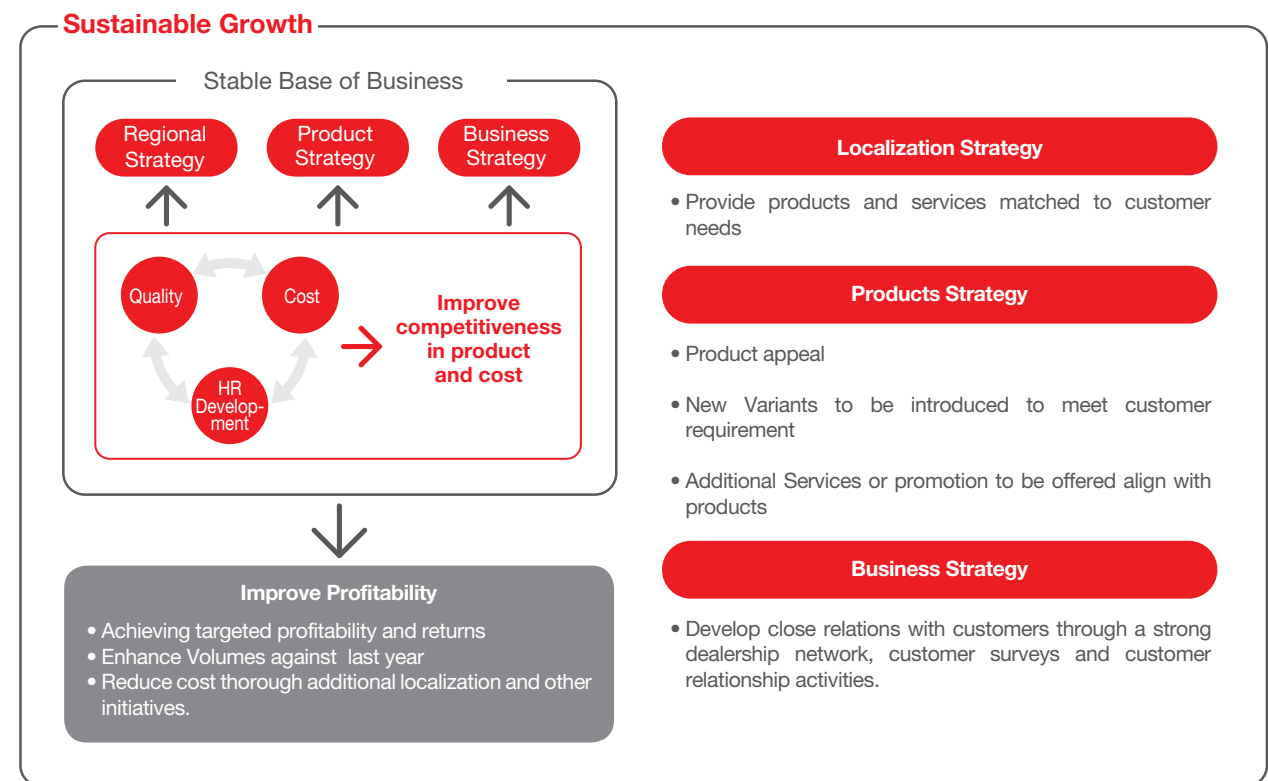 Sustainable Growth
Stable Base of Business
Regional
Strategy
Product
Strategy
Business
Strategy
Quality
Cost
HR
Develop-
ment
Improve
competitiveness
in product
and cost
Improve Profitability
• Achieving targeted profitability and returns
• Enhance Volumes against last year
• Reduce cost thorough additional localization and other
initiatives.
Localization Strategy
• Provide products and services matched to customer
needs
Products Strategy
• Product appeal
• New Variants to be introduced to meet customer
requirement
• Additional Services or promotion to be offered align with
products
Business Strategy
• Develop close relations with customers through a strong
dealership network, customer surveys and customer
relationship activities.